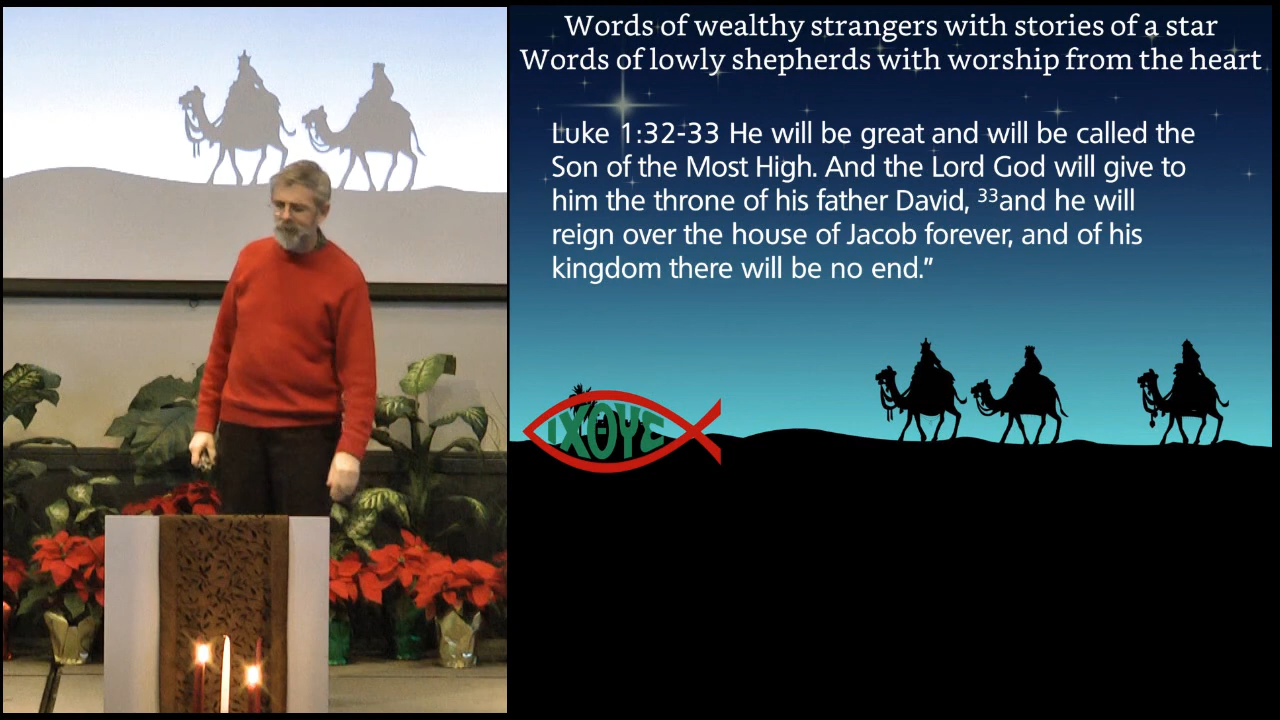 Words of wealthy strangers with stories of a star
Words of lowly shepherds with worship from the heart
Luke 1:32-33 He will be great and will be called the
Son of the Most High. And the Lord God will give to
him the throne of his father David, ³³and he will
reign over the house of Jacob forever, and of his
kingdom there will be no end.”
ΙΧΘΥΣ